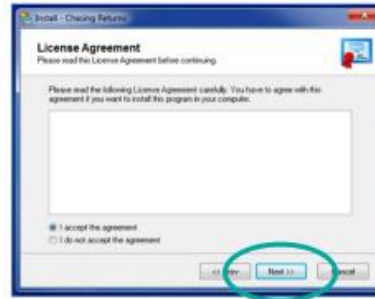 Install - Chasing Returns
License Agreement
Please read this License Agreement before continuing.
Please read the following License Agreement carefully. You have to agree with this
agreement if you want to install this program in your computer.
I accept the agreement
I do not accept the agreement
<< Prev
Next >>
Cancel